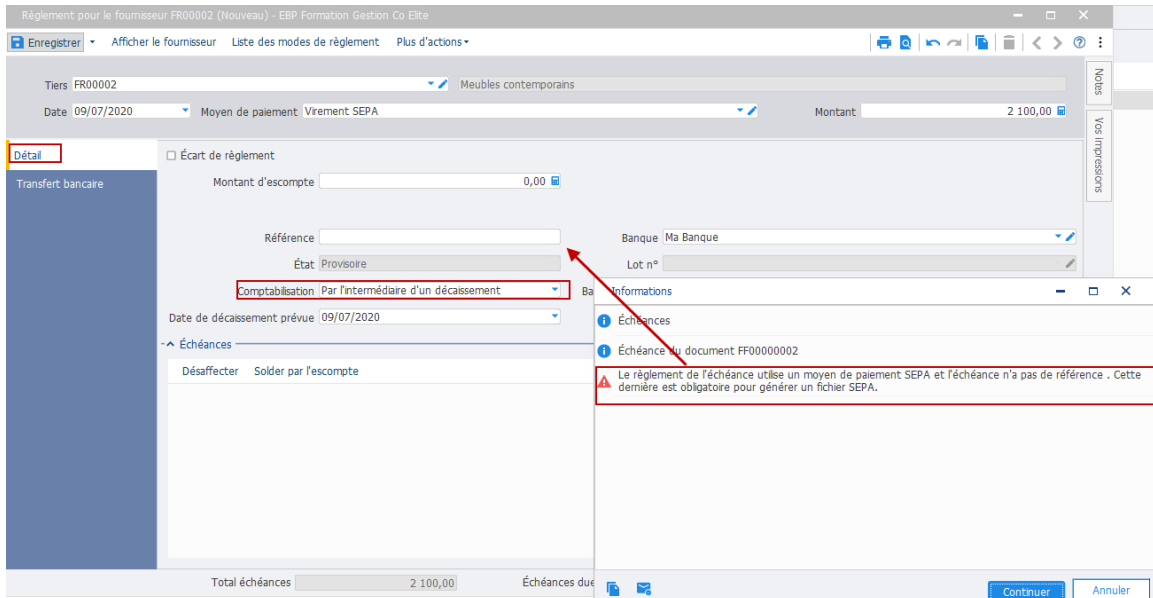 Règlement pour le fournisseur FR00002 (Nouveau) - EBP Formation Gestion Co Elite
Enregistrer Afficher le fournisseur Liste des modes de règlement Plus d'actions
Tiers FR00002 Meubles contemporains
Date 09/07/2020 Moyen de paiement Virement SEPA Montant 2 100,00
Notes
Vos impressions
Détail
Transfert bancaire
Écart de règlement
Montant d'escompte 0,00
Référence Banque Ma Banque
État Provisoire Lot n°
Comptabilisation Par l'intermédiaire d'un décaissement Ba
Date de décaissement prévue 09/07/2020
Échéances
Désaffecter Solder par l'escompte
Informations
Échéances
Échéance du document FF00000002
Le règlement de l'échéance utilise un moyen de paiement SEPA et l'échéance n'a pas de référence . Cette
dernière est obligatoire pour générer un fichier SEPA.
Total échéances 2 100,00 Échéances due
Continuer Annuler